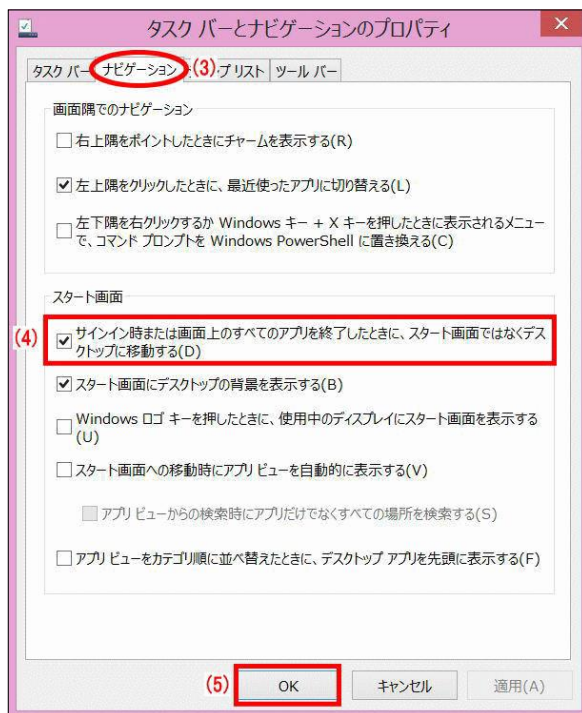 タスク バーとナビゲーションのプロパティ
タスク バー ナビゲーション (3) プ リスト ツール バー
画面隅でのナビゲーション
右上隅をポイントしたときにチャームを表示する(R)
左上隅をクリックしたときに、最近使ったアプリに切り替える(L)
左下隅を右クリックするか Windows キー + X キーを押したときに表示されるメニュー
で、コマンド プロンプトを Windows PowerShell に置き換える(C)
スタート画面
(4) サインイン時または画面上のすべてのアプリを終了したときに、スタート画面ではなくデス
クトップに移動する(D)
スタート画面にデスクトップの背景を表示する(B)
Windows ロゴ キーを押したときに、使用中のディスプレイにスタート画面を表示する
(U)
スタート画面への移動時にアプリ ビューを自動的に表示する(V)
アプリ ビューからの検索時にアプリだけでなくすべての場所を検索する(S)
アプリ ビューをカテゴリ順に並べ替えたときに、デスクトップ アプリを先頭に表示する(F)
(5) OK キャンセル 適用(A)